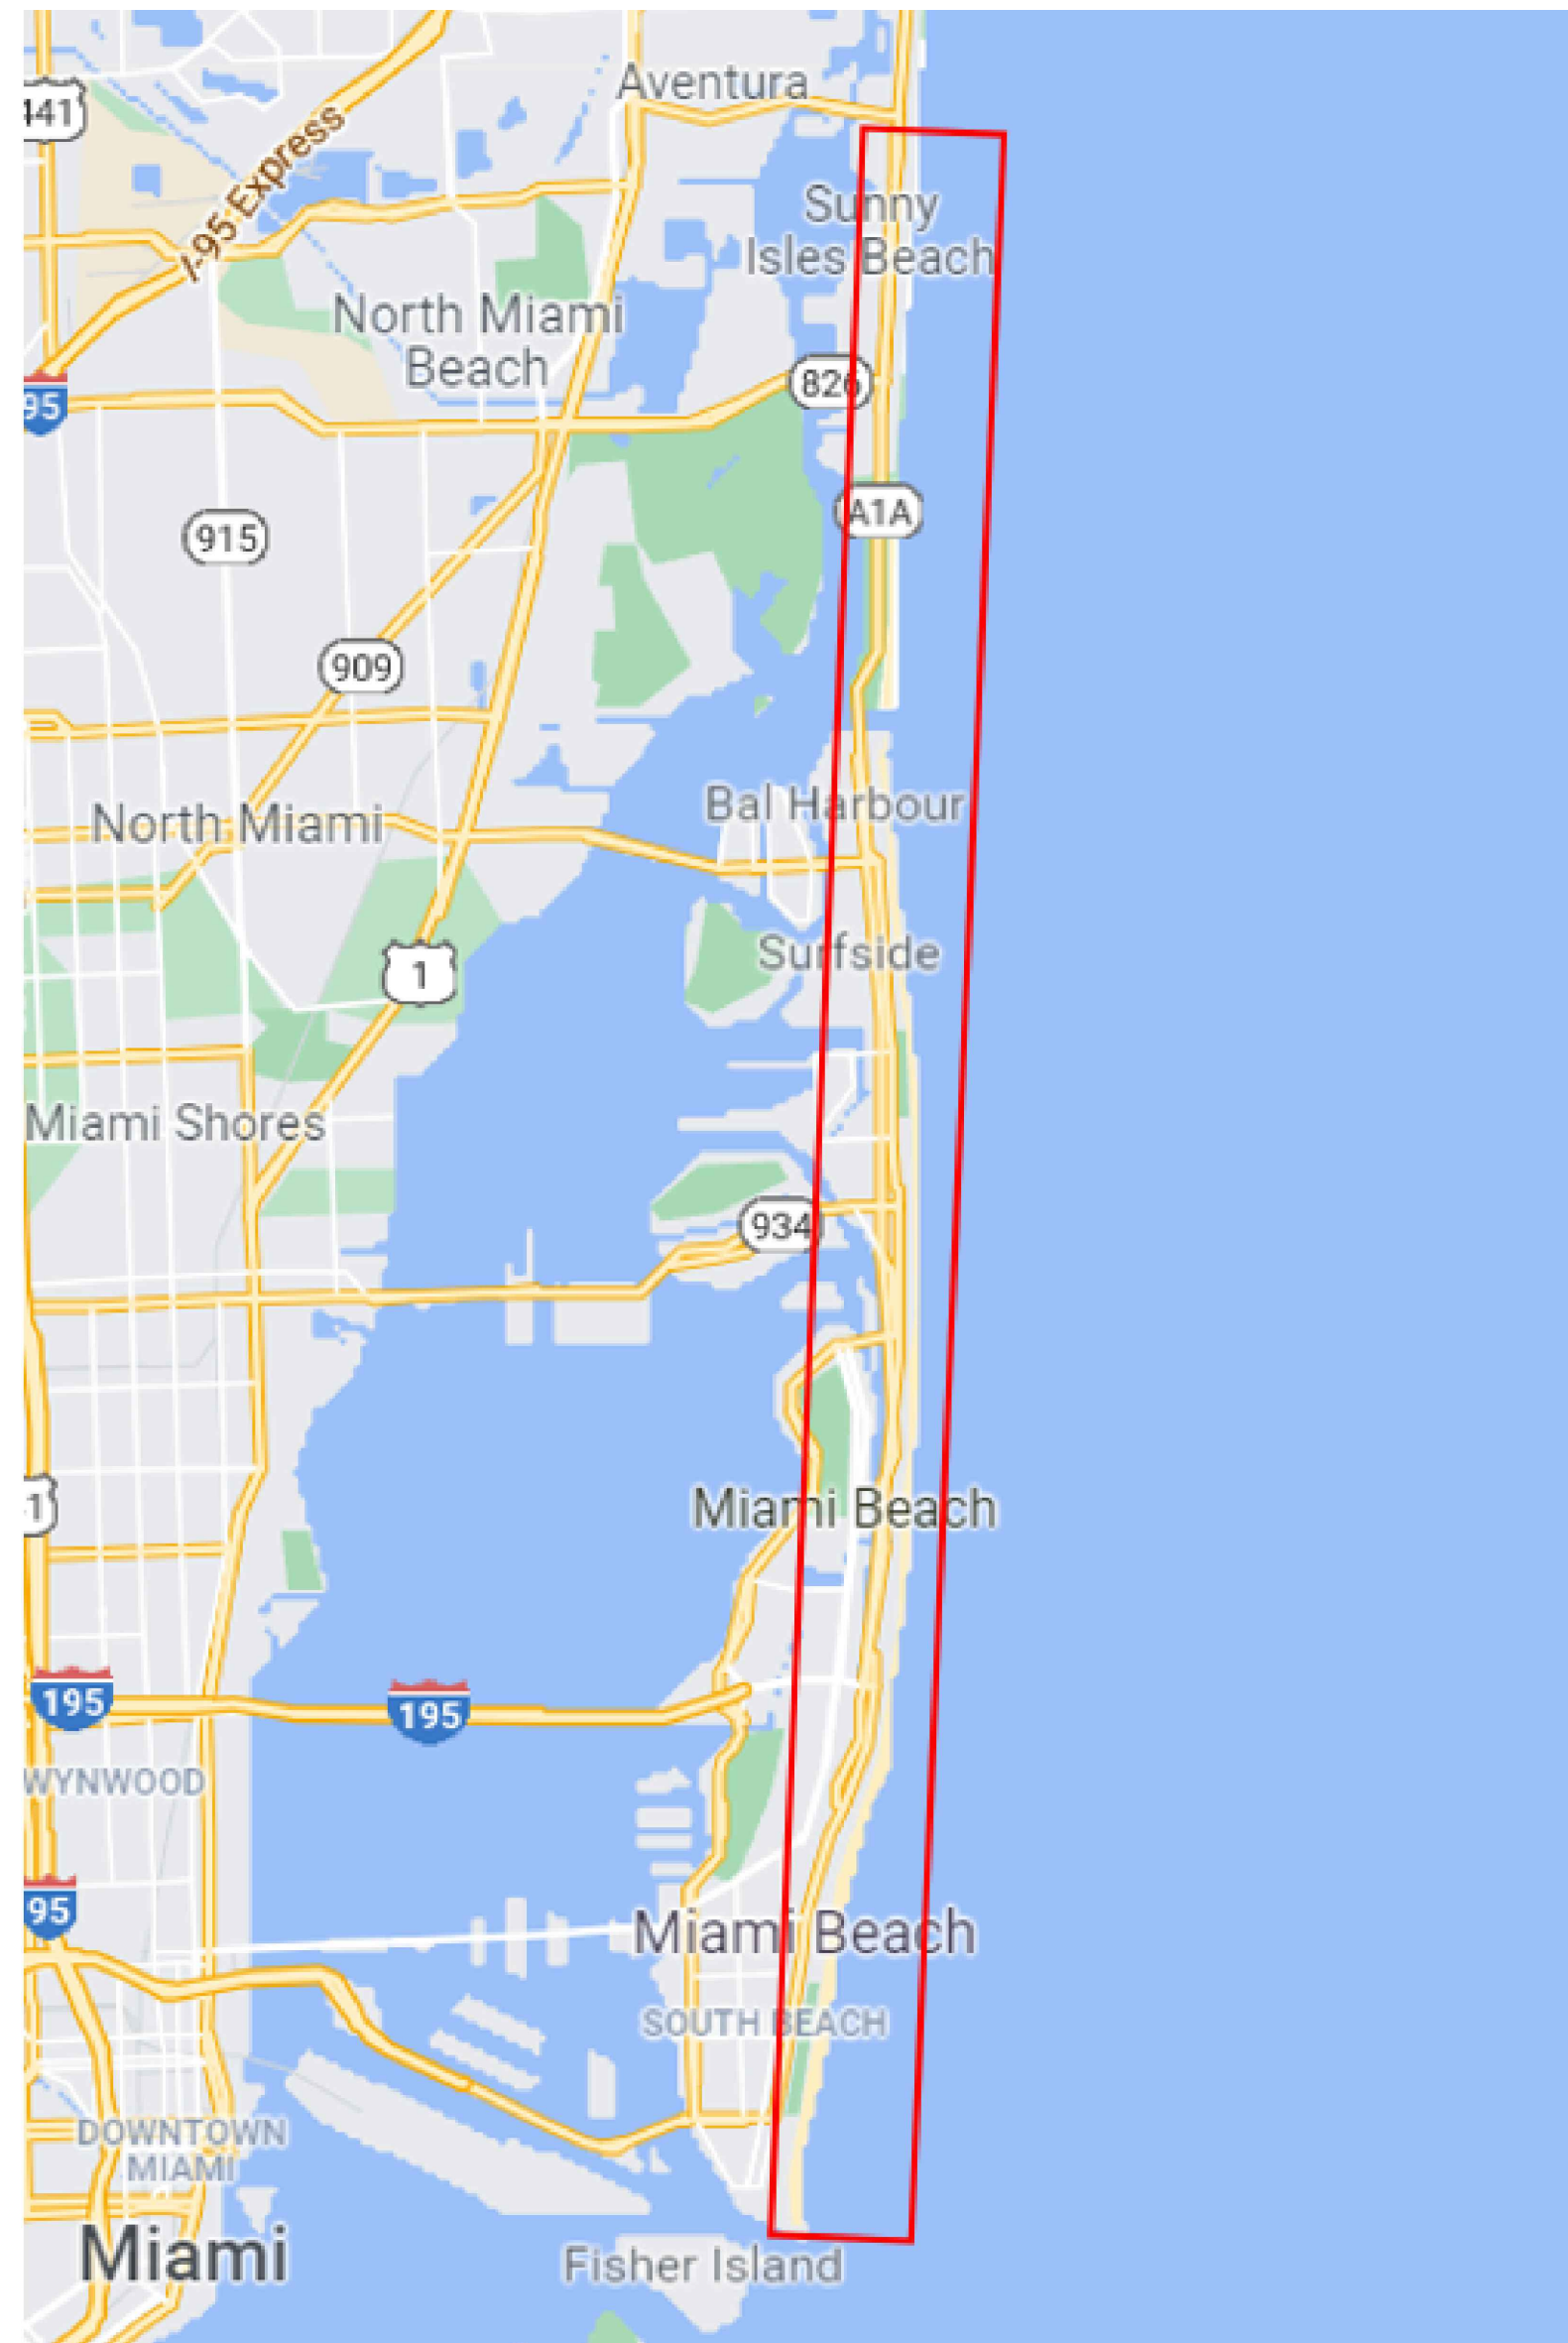 Aventura
441
I-95 Express
Sunny
Isles Beach
North Miami
Beach
826
95
A1A
915
909
Bal Harbour
North Miami
Surfside
1
Miami Shores
934
Miami Beach
1
195
195
WYNWOOD
95
Miami Beach
SOUTH BEACH
DOWNTOWN
MIAMI
Miami
Fisher Island